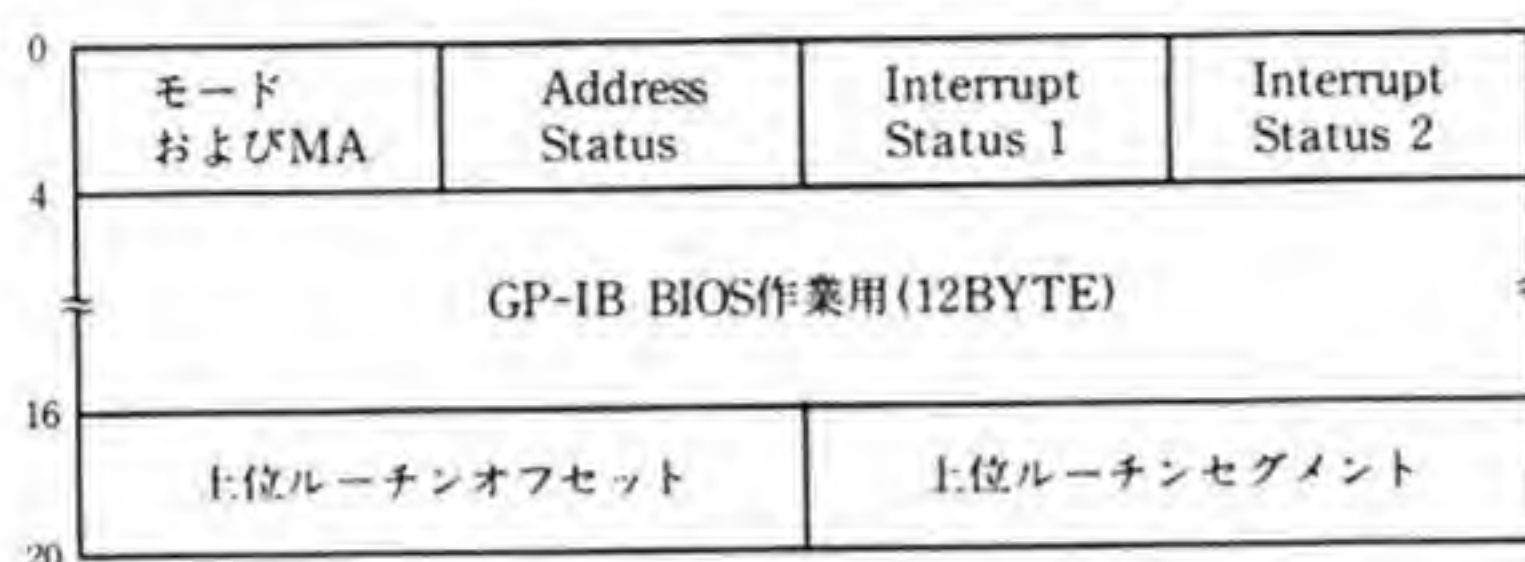 0
モード
およびMA
Address
Status
Interrupt
Status 1
Interrupt
Status 2
4
GP-IB BIOS作業用(12BYTE)
16
上位ルーチンオフセット
上位ルーチンセグメント
20